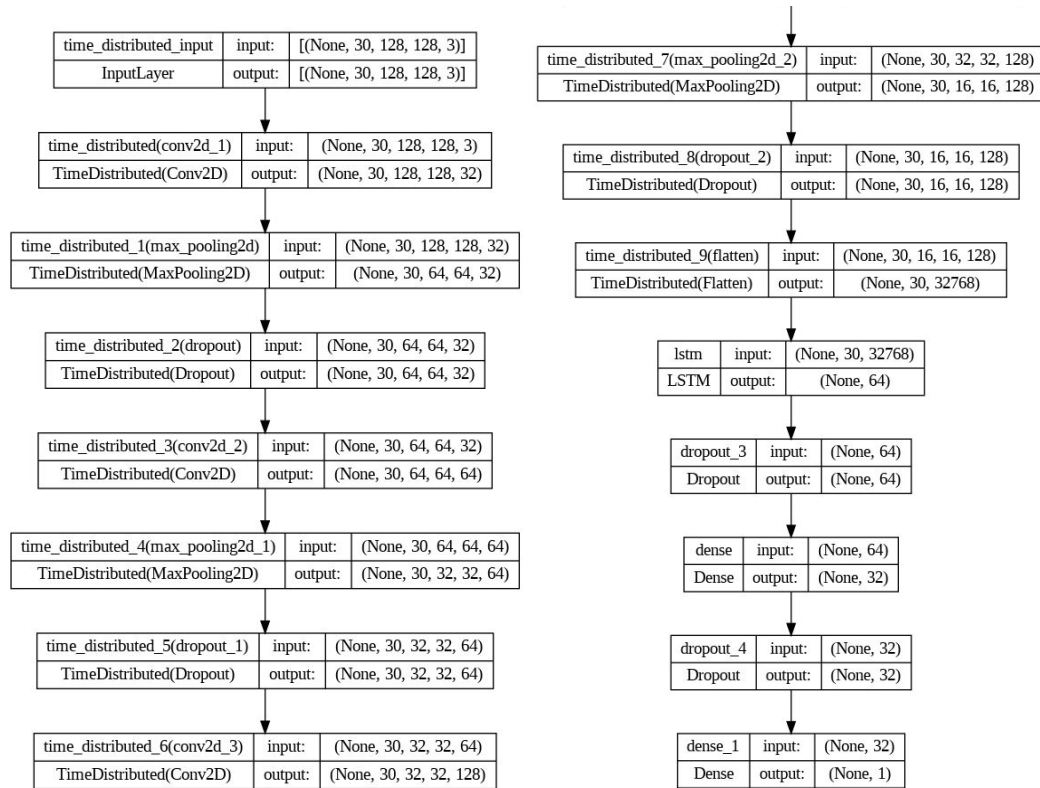 time_distributed_input input: [(None, 30, 128, 128, 3)]
InputLayer output: [(None, 30, 128, 128, 3)]
time_distributed(conv2d_1) input: (None, 30, 128, 128, 3)
TimeDistributed(Conv2D) output: (None, 30, 128, 128, 32)
time_distributed_1(max_pooling2d) input: (None, 30, 128, 128, 32)
TimeDistributed(MaxPooling2D) output: (None, 30, 64, 64, 32)
time_distributed_2(dropout) input: (None, 30, 64, 64, 32)
TimeDistributed(Dropout) output: (None, 30, 64, 64, 32)
time_distributed_3(conv2d_2) input: (None, 30, 64, 64, 32)
TimeDistributed(Conv2D) output: (None, 30, 64, 64, 64)
time_distributed_4(max_pooling2d_1) input: (None, 30, 64, 64, 64)
TimeDistributed(MaxPooling2D) output: (None, 30, 32, 32, 64)
time_distributed_5(dropout_1) input: (None, 30, 32, 32, 64)
TimeDistributed(Dropout) output: (None, 30, 32, 32, 64)
time_distributed_6(conv2d_3) input: (None, 30, 32, 32, 64)
TimeDistributed(Conv2D) output: (None, 30, 32, 32, 128)
time_distributed_7(max_pooling2d_2) input: (None, 30, 32, 32, 128)
TimeDistributed(MaxPooling2D) output: (None, 30, 16, 16, 128)
time_distributed_8(dropout_2) input: (None, 30, 16, 16, 128)
TimeDistributed(Dropout) output: (None, 30, 16, 16, 128)
time_distributed_9(flatten) input: (None, 30, 16, 16, 128)
TimeDistributed(Flatten) output: (None, 30, 32768)
lstm input: (None, 30, 32768)
LSTM output: (None, 64)
dropout_3 input: (None, 64)
Dropout output: (None, 64)
dense input: (None, 64)
Dense output: (None, 32)
dropout_4 input: (None, 32)
Dropout output: (None, 32)
dense_1 input: (None, 32)
Dense output: (None, 1)